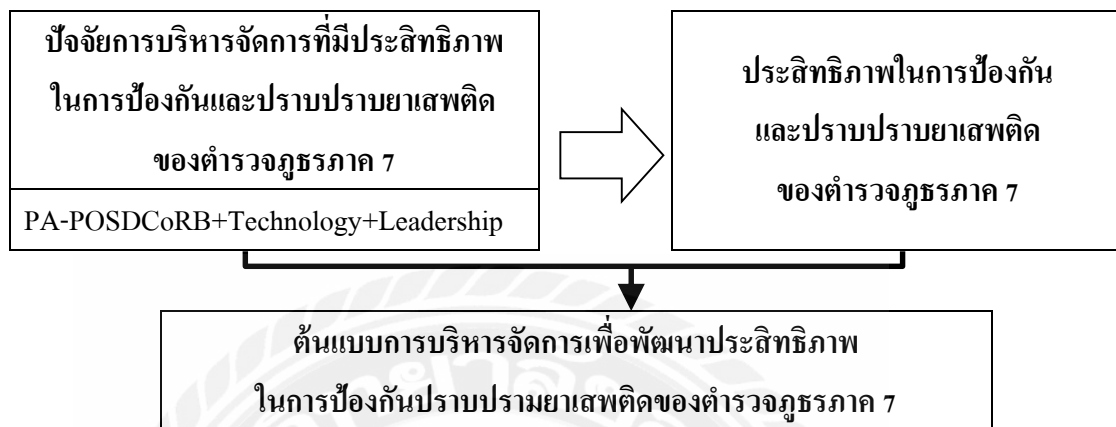 ปัจจัยการบริหารจัดการที่มีประสิทธิภาพ
ในการป้องกันและปราบปราบยาเสพติด
ของตำรวจภูธรภาค 7
PA-POSDCoRB+Technology+Leadership
ประสิทธิภาพในการป้องกัน
และปราบปราบยาเสพติด
ของตำรวจภูธรภาค 7
ต้นแบบการบริหารจัดการเพื่อพัฒนาประสิทธิภาพ
ในการป้องกันปราบปรามยาเสพติดของตำรวจภูธรภาค 7